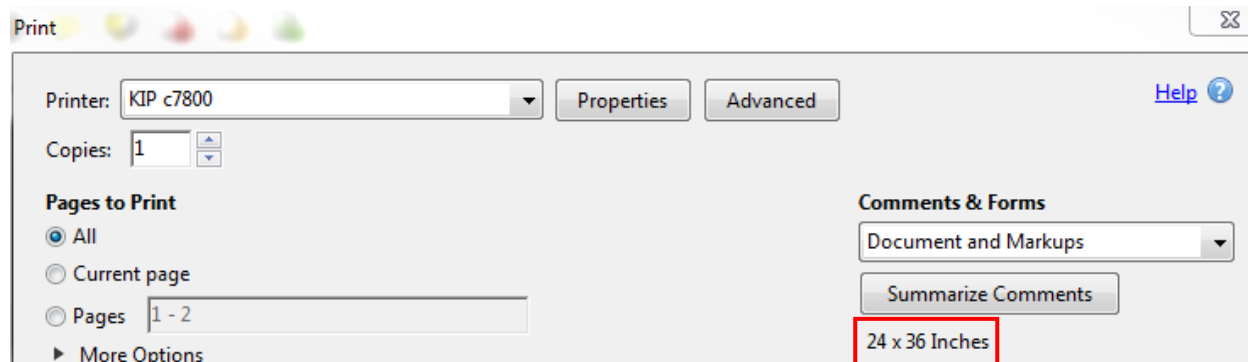 Print
Printer: KIP c7800 Properties Advanced Help
Copies: 1
Pages to Print
All
Current page
Pages 1 - 2
More Options
Comments & Forms
Document and Markups
Summarize Comments
24 x 36 Inches